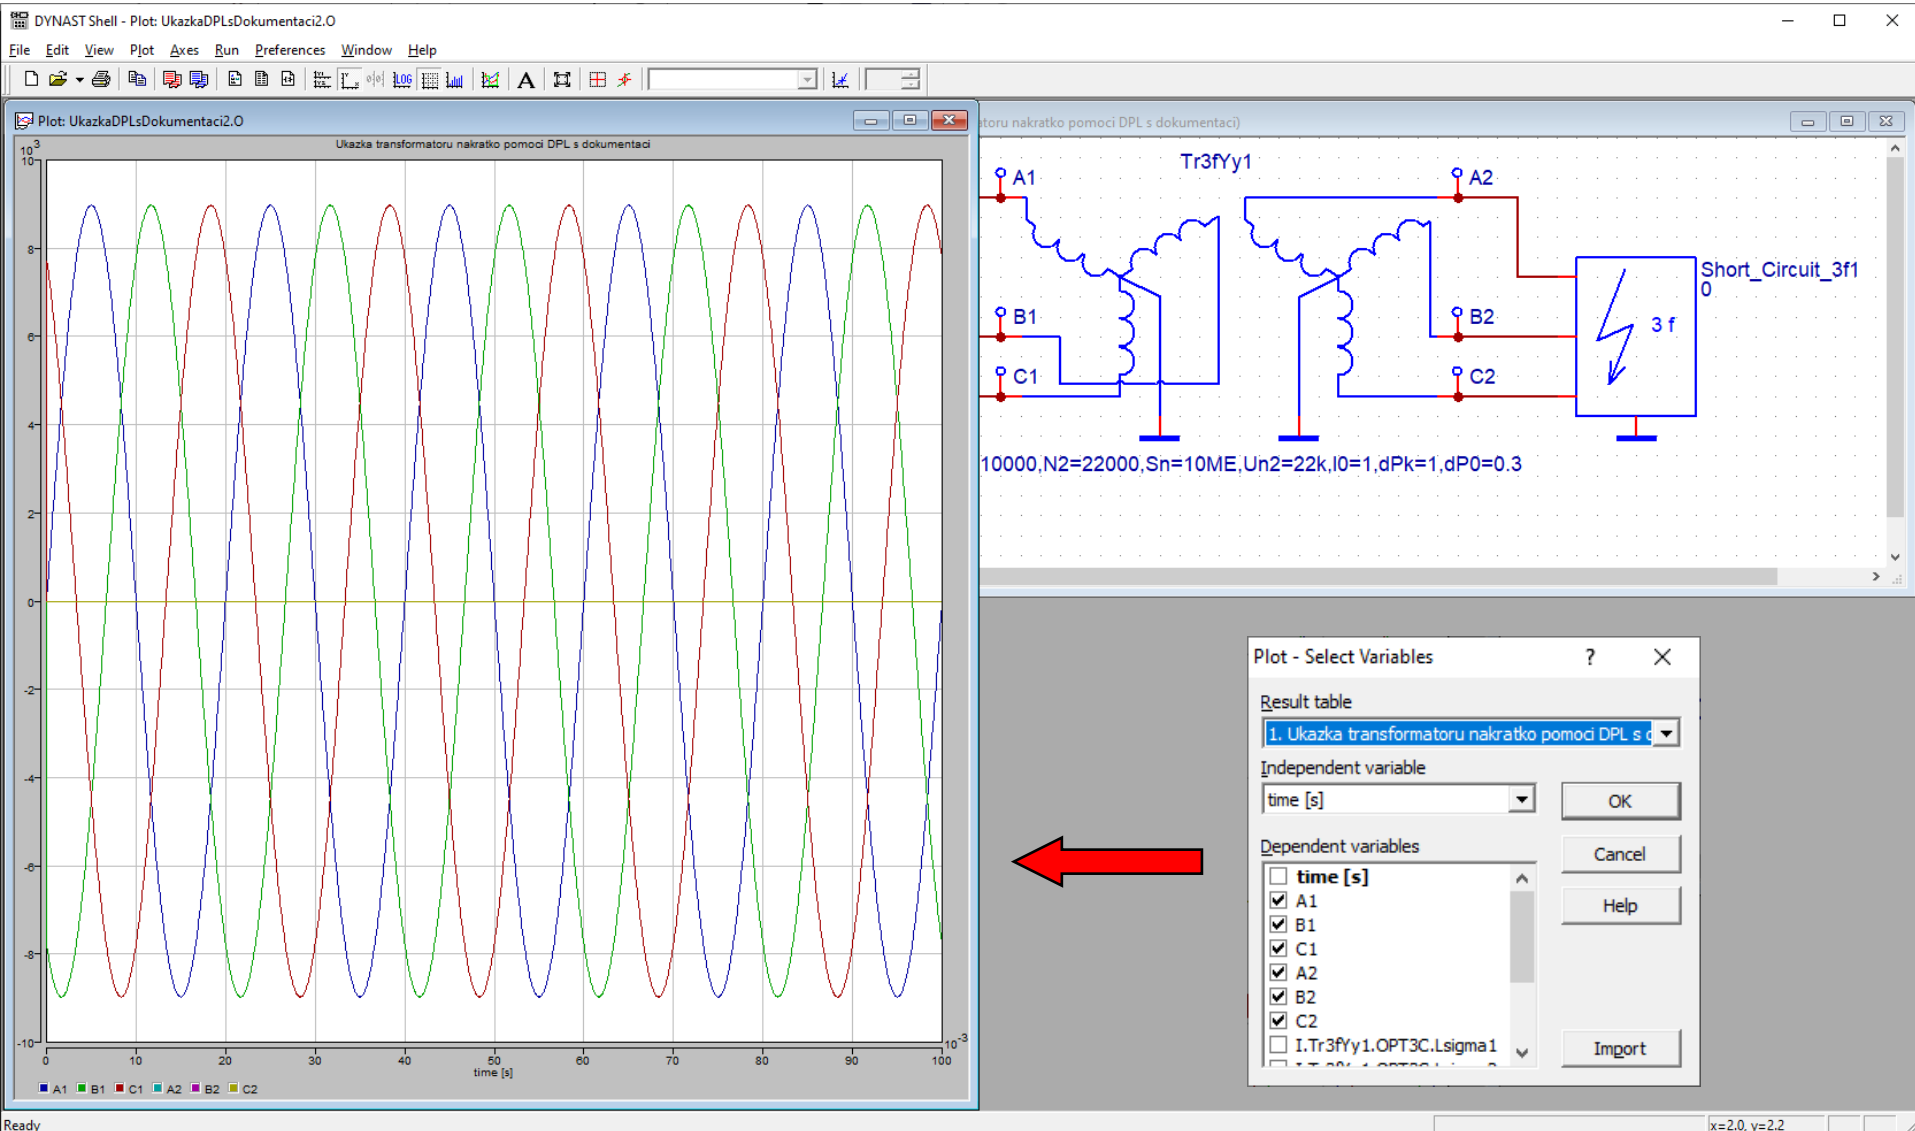 DYNAST Shell - Plot: UkazkaDPLsDokumentaci2.O
File Edit View Plot Axes Run Preferences Window Help
LOG A
Plot: UkazkaDPLsDokumentaci2.O
Ukazka transformatoru nakratko pomoci DPL s dokumentaci
10³
10
8
6
4
2
0
-2
-4
-6
-8
-10
0 10 20 30 40 50 60 70 80 90 100
10⁻³
time [s]
A1 B1 C1 A2 B2 C2
atoru nakratko pomoci DPL s dokumentaci)
Tr3fYy1
A1
A2
B1
B2
C1
C2
Short_Circuit_3f1
0
3 f
10000,N2=22000,Sn=10ME,Un2=22k,I0=1,dPk=1,dP0=0.3
Plot - Select Variables ?
Result table
1. Ukazka transformatoru nakratko pomoci DPL s
Independent variable
time [s]
OK
Dependent variables
Cancel
Help
Import
time [s]
A1
B1
C1
A2
B2
C2
I.Tr3fYy1.OPT3C.Lsigma1
Ready
x=2.0, y=2.2